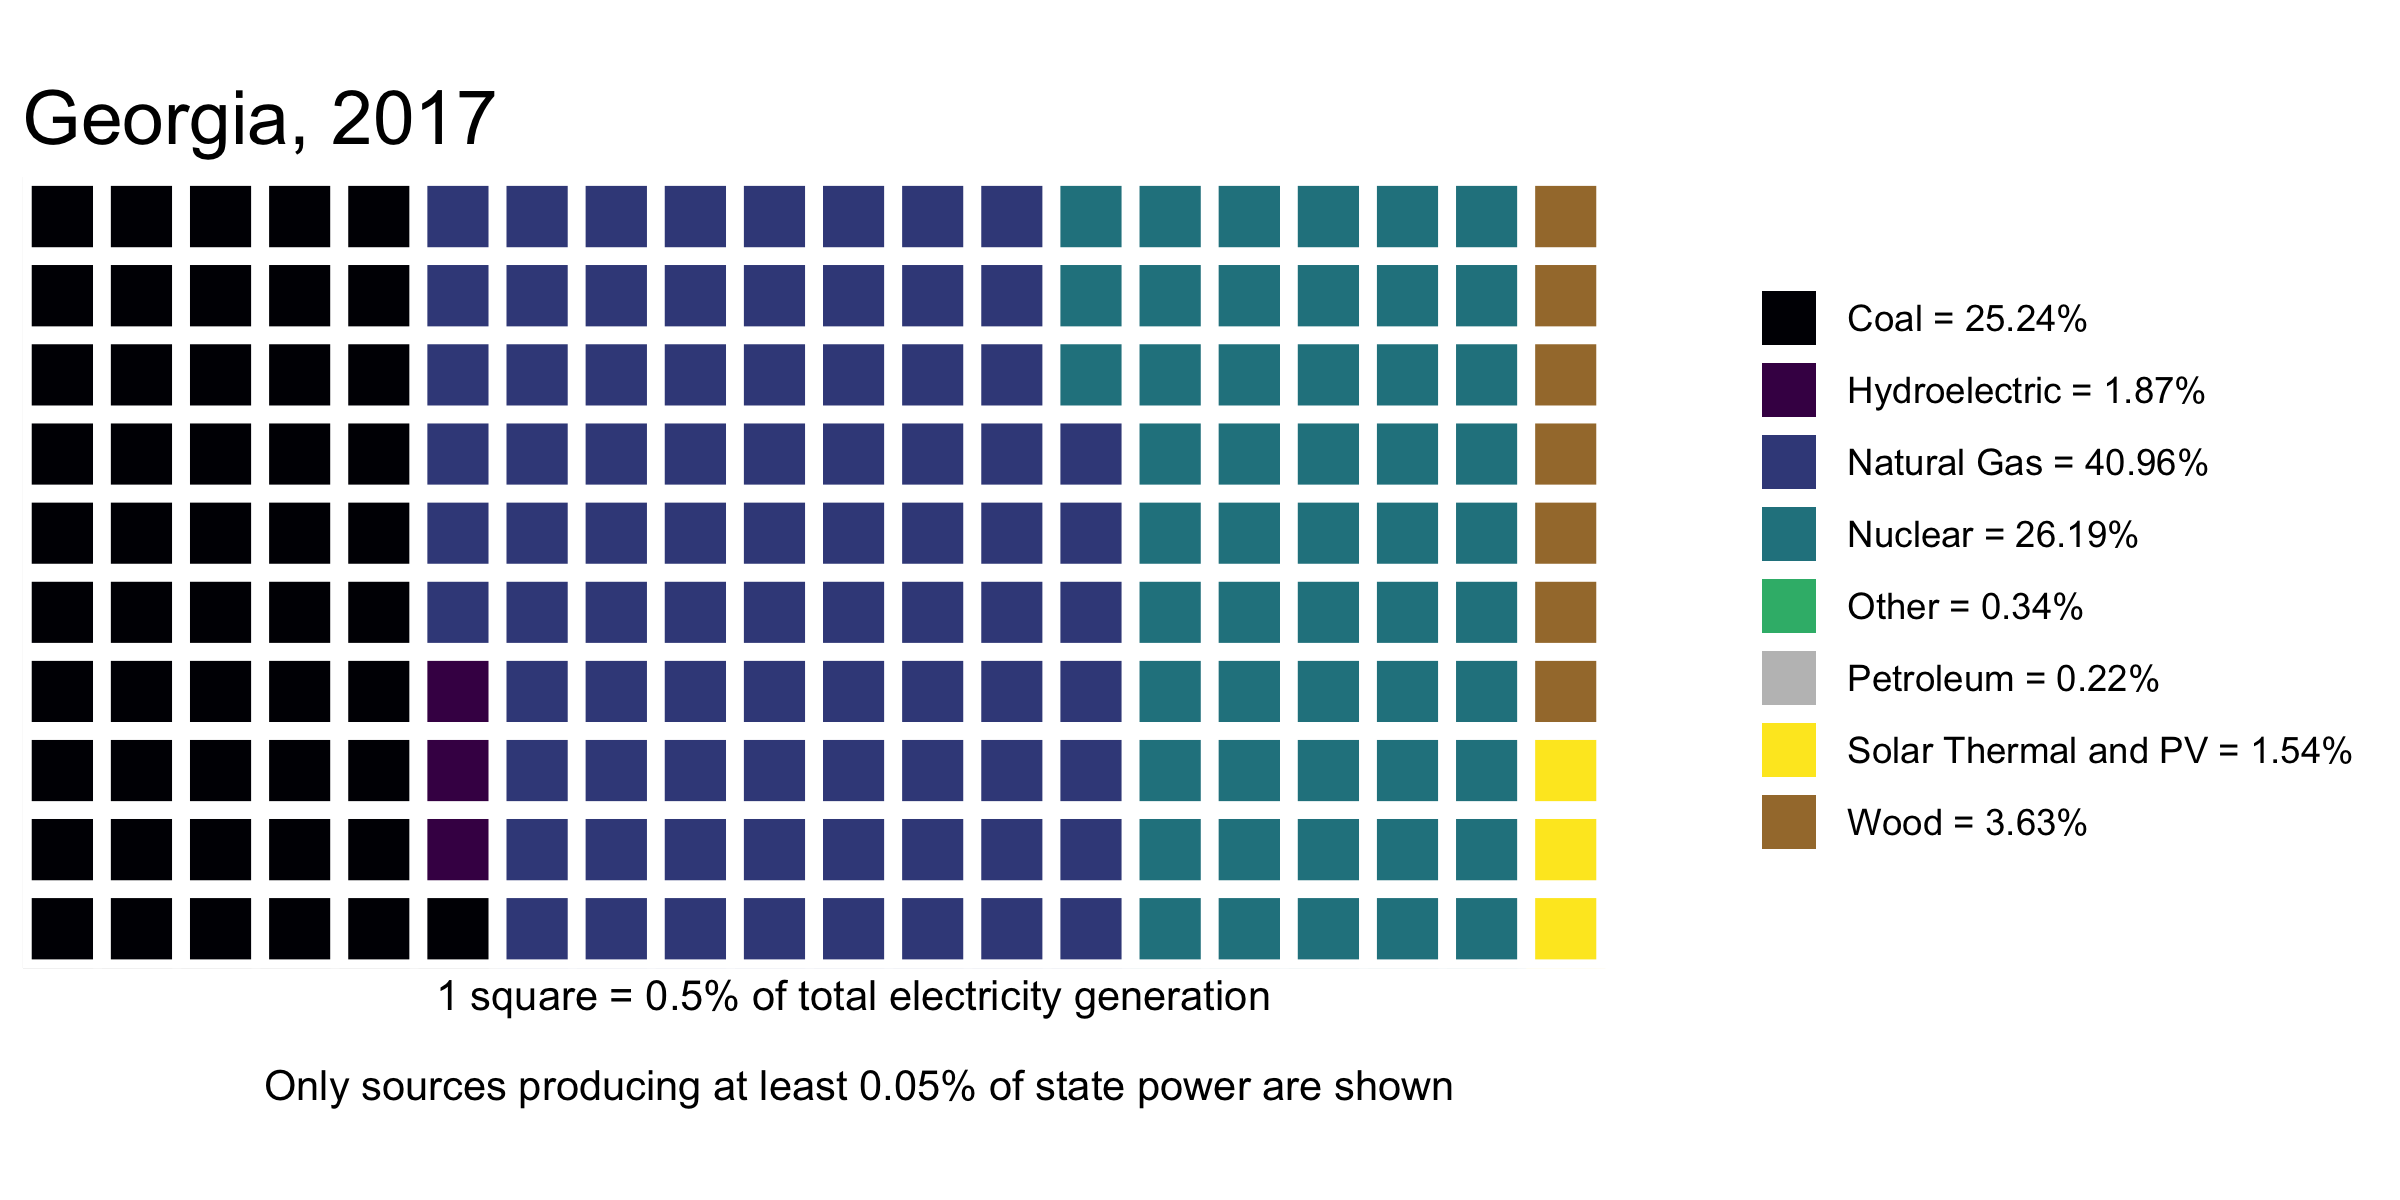 Georgia, 2017
Coal = 25.24%
Hydroelectric = 1.87%
Natural Gas = 40.96%
Nuclear = 26.19%
Other = 0.34%
Petroleum = 0.22%
Solar Thermal and PV = 1.54%
Wood = 3.63%
1 square = 0.5% of total electricity generation
Only sources producing at least 0.05% of state power are shown